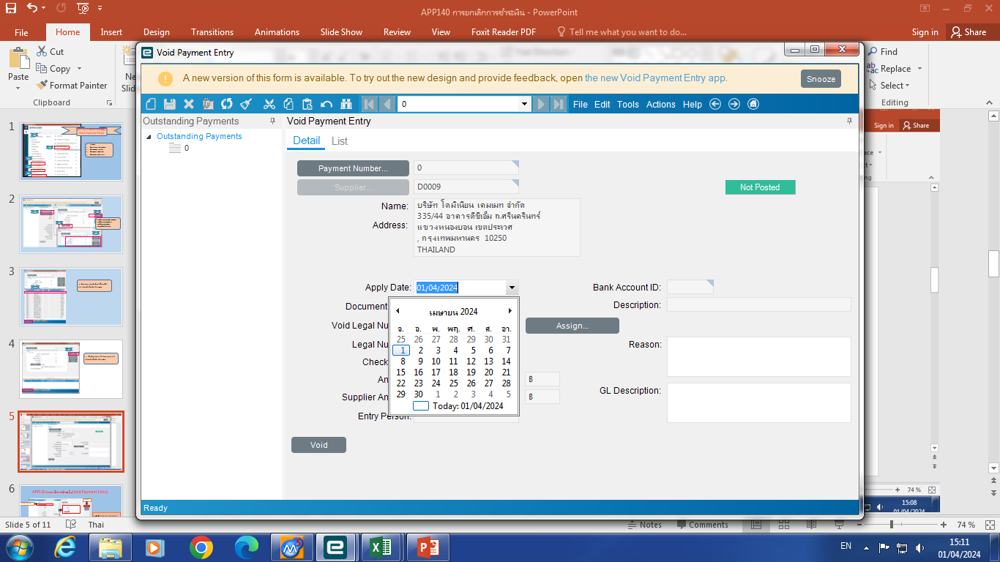 APP140 การยกเลิกการชำระเงิน - PowerPoint
File Home Insert Design Transitions Animations Slide Show Review View Foxit Reader PDF Tell me what you want to do... Sign in Share
Paste
Cut
Copy
Format Painter
Clipboard
Find
Replace
Select
Editing
Void Payment Entry
A new version of this form is available. To try out the new design and provide feedback, open the new Void Payment Entry app.
Snooze
0
File Edit Tools Actions Help
Outstanding Payments
Outstanding Payments
0
Void Payment Entry
Detail List
Payment Number... 0
Supplier... D0009
Not Posted
Name: บริษัท โดมิเนียน เคมเมท จำกัด
Address: 335/44 อาคารดีซีเอ็ม ถ.ศรีนครินทร์
แขวงหนองบอน เขตประเวศ
, กรุงเทพมหานคร 10250
THAILAND
Apply Date: 01/04/2024
Bank Account ID:
Document
Description:
Void Legal Nu
Assign...
Legal Nu
Reason:
Check
An
฿
Supplier An
฿
GL Description:
Entry Person:
เมษายน 2024
จ. อ. พ. พฤ. ศ. ส. อา.
25 26 27 28 29 30 31
1 2 3 4 5 6 7
8 9 10 11 12 13 14
15 16 17 18 19 20 21
22 23 24 25 26 27 28
29 30 1 2 3 4 5
Today: 01/04/2024
Void
Ready
1
2
3
4
5
6
Sign in Share
74 %
15:08
01/04/2024
Slide 5 of 11 Thai Notes Comments 74 %
EN
15:11
01/04/2024